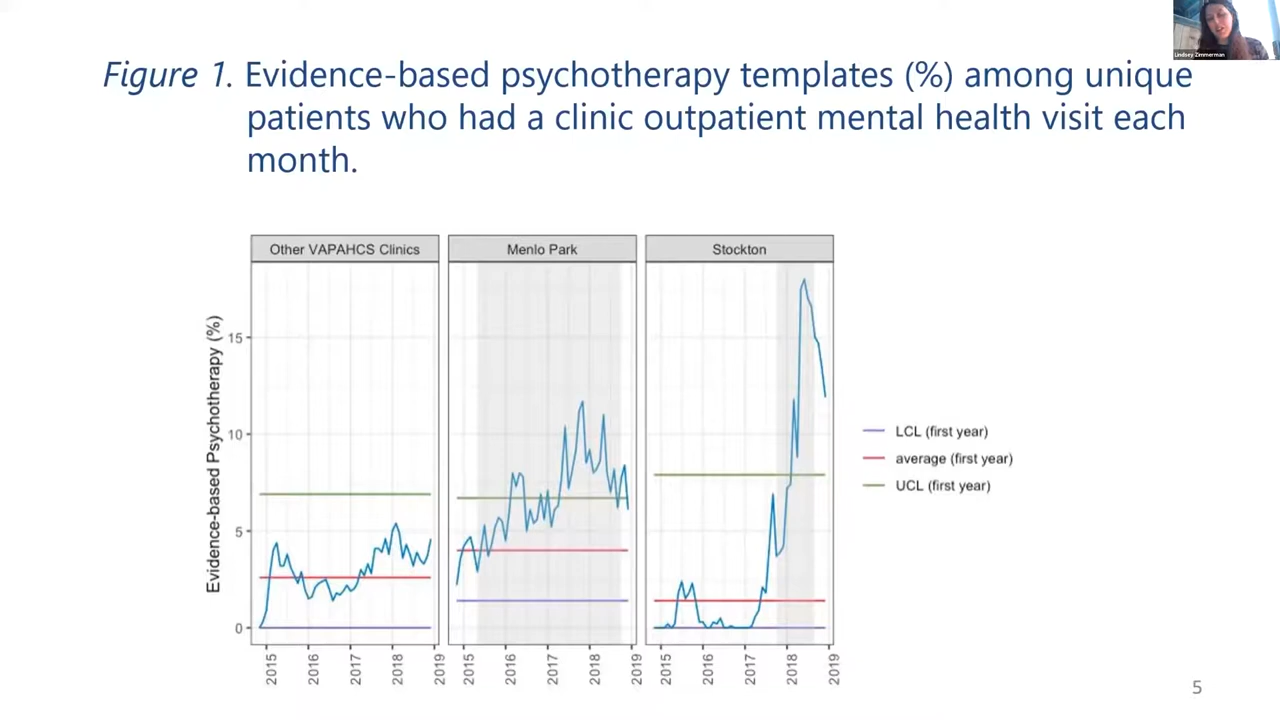 Lindsey Zimmerman
Figure 1. Evidence-based psychotherapy templates (%) among unique
patients who had a clinic outpatient mental health visit each
month.
Other VAPAHCS Clinics
Menlo Park
Stockton
Evidence-based Psychotherapy (%)
15
10
5
0
2015
2016
2017
2018
2019
2015
2016
2017
2018
2019
2015
2016
2017
2018
2019
LCL (first year)
average (first year)
UCL (first year)
5